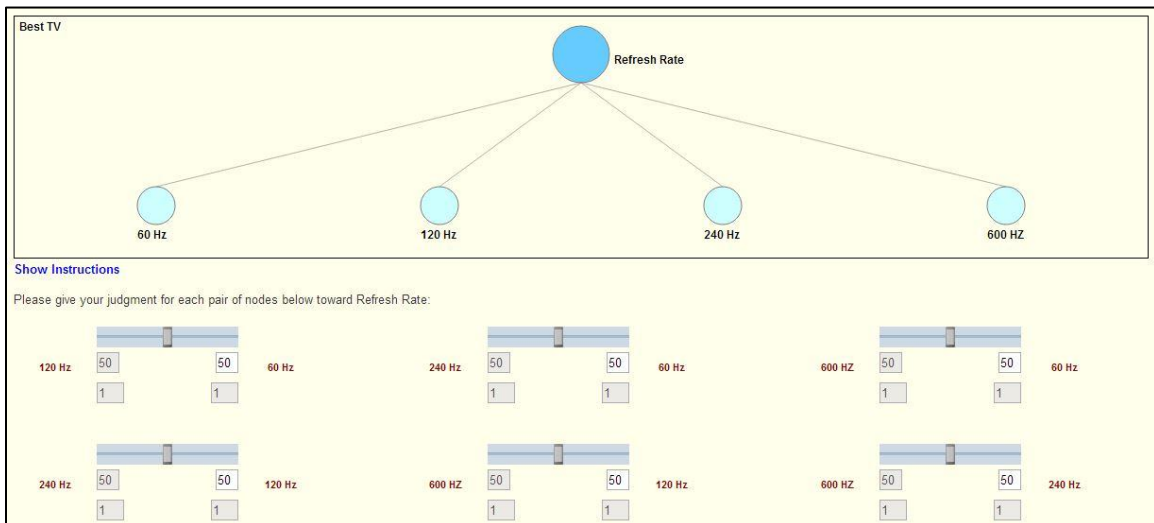 Best TV
Refresh Rate
60 Hz 120 Hz 240 Hz 600 HZ
Show Instructions
Please give your judgment for each pair of nodes below toward Refresh Rate:
120 Hz 50 50 60 Hz 240 Hz 50 50 60 Hz 600 HZ 50 50 60 Hz
1 1 1 1 1 1
240 Hz 50 50 120 Hz 600 HZ 50 50 120 Hz 600 HZ 50 50 240 Hz
1 1 1 1 1 1